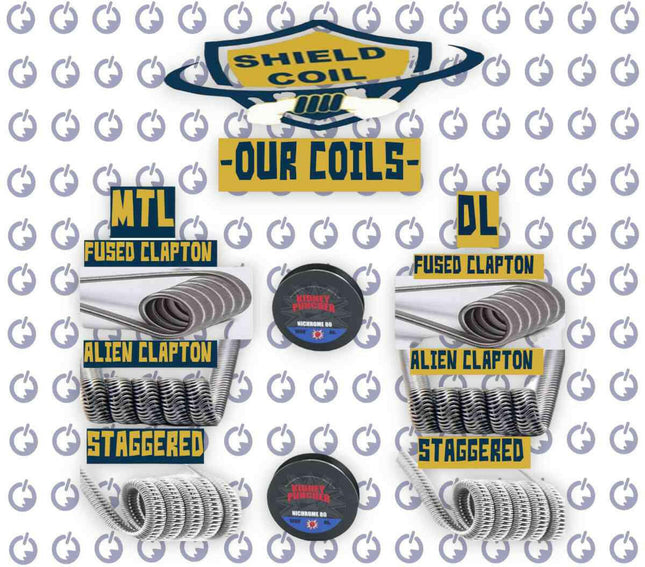 SHIELD
COIL
-OUR COILS-
MTL
FUSED CLAPTON
ALIEN CLAPTON
STAGGERED
KIDNEY
PUNCHER
NICHROME 80
KIDNEY
PUNCHER
NICHROME 80
DL
FUSED CLAPTON
ALIEN CLAPTON
STAGGERED